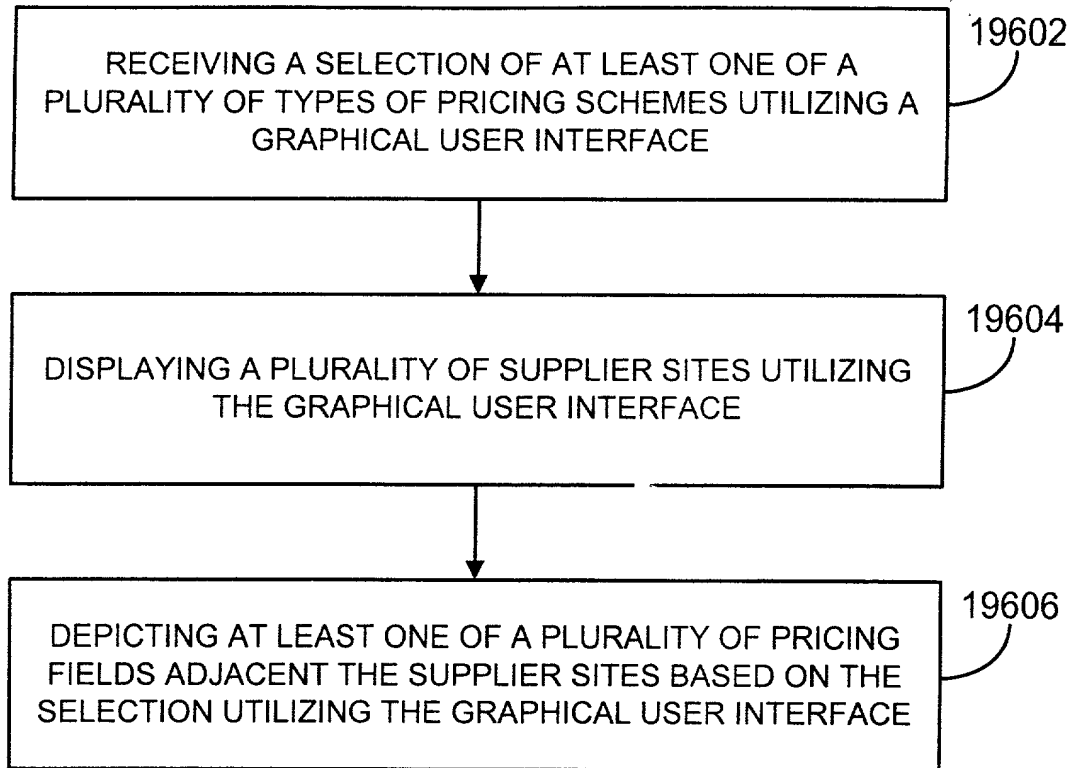 19602
RECEIVING A SELECTION OF AT LEAST ONE OF A
PLURALITY OF TYPES OF PRICING SCHEMES UTILIZING A
GRAPHICAL USER INTERFACE
19604
DISPLAYING A PLURALITY OF SUPPLIER SITES UTILIZING
THE GRAPHICAL USER INTERFACE
19606
DEPICTING AT LEAST ONE OF A PLURALITY OF PRICING
FIELDS ADJACENT THE SUPPLIER SITES BASED ON THE
SELECTION UTILIZING THE GRAPHICAL USER INTERFACE